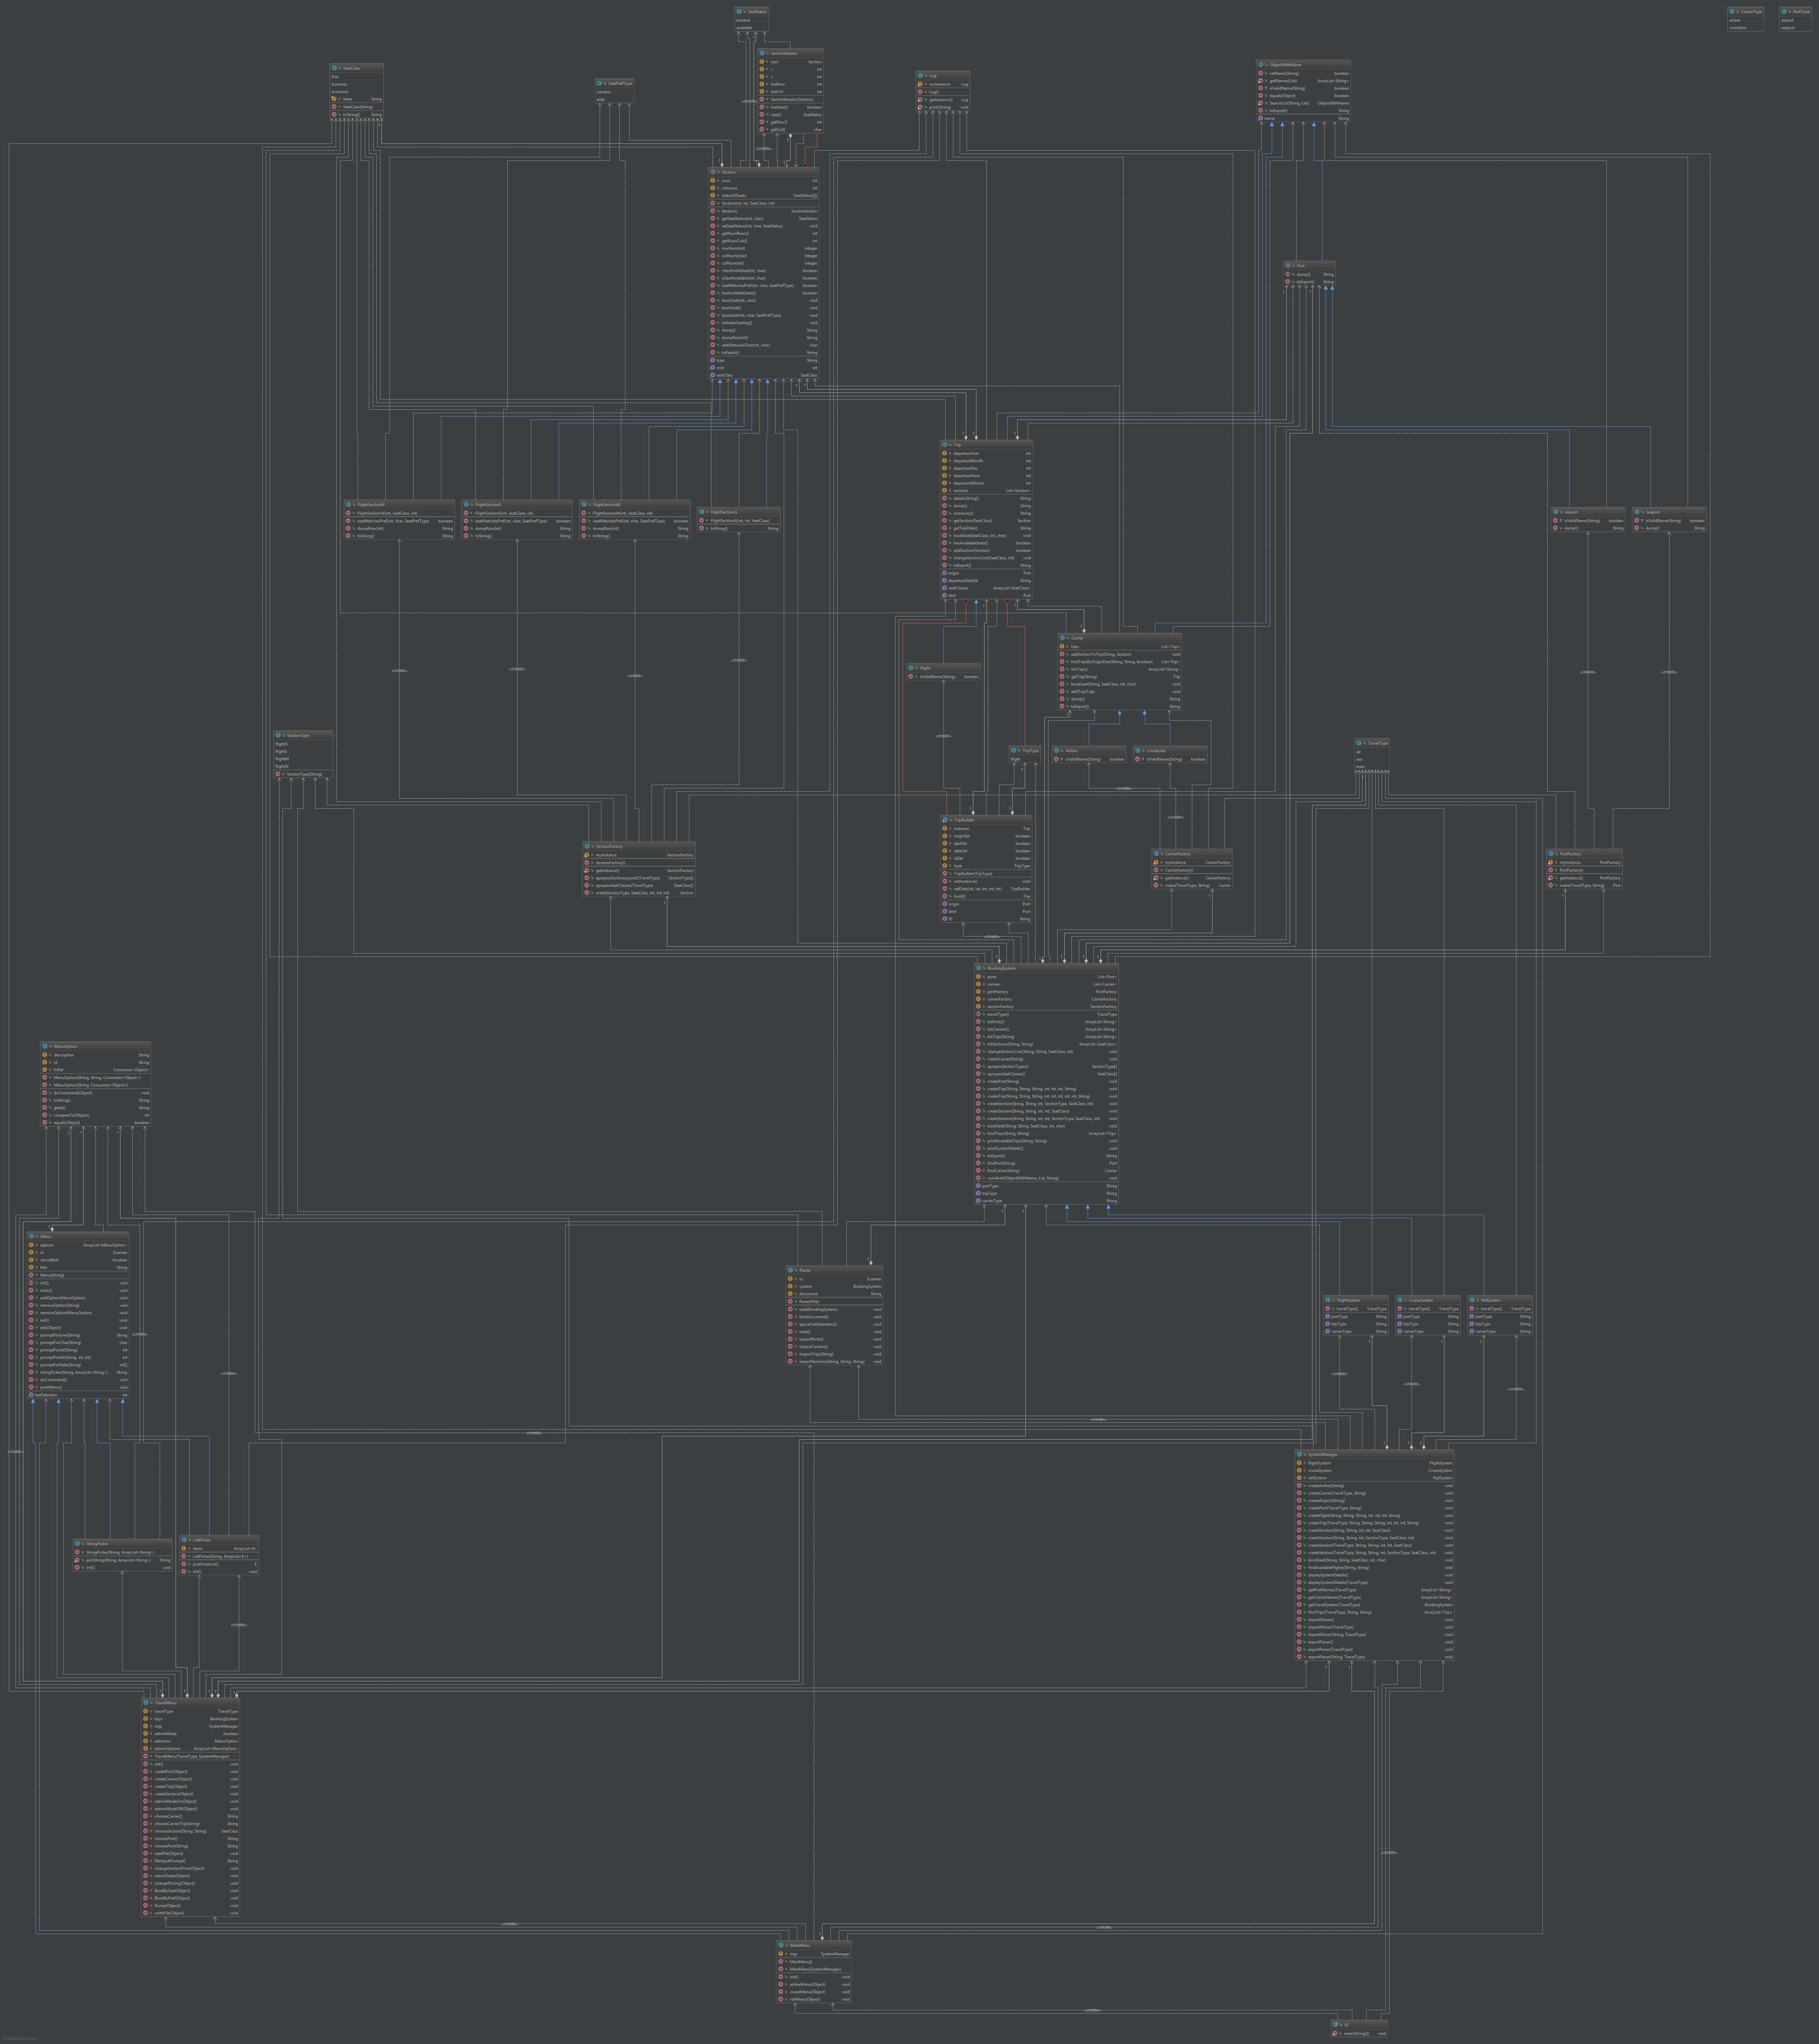 SeatStatus
booked
available
CarrierType
airline
cruiseline
PortType
airport
seaport
SectionIterator
sect Section
r int
c int
lastRow int
lastCol int
SectionIterator(Section)
hasNext() boolean
next() SeatStatus
getRow() int
getCol() char
SeatClass
first
business
economy
String
SeatClass(String)
toString() String
SeatPrefType
window
aisle
Log
ourInstance Log
Log()
getInstance() Log
print(String) void
ObjectWithName
setName(String) boolean
getNames(List) ArrayList<String>
isValidName(String) boolean
equals(Object) boolean
SearchList(String, List) ObjectWithName
toExport() String
name String
Section
rows int
columns int
statusOfSeats SeatStatus[][]
Section(int, int, SeatClass, int)
iterator() SectionIterator
getSeatStatus(int, char) SeatStatus
setSeatStatus(int, char, SeatStatus) void
getNumRows() int
getNumCols() int
rowNum(int) Integer
colNum(char) Integer
colNum(int) Integer
checkValidSeat(int, char) boolean
isSeatAvailable(int, char) boolean
seatMatchesPref(int, char, SeatPrefType) boolean
hasAvailableSeats() boolean
bookSeat(int, char) void
bookSeat() void
bookSeat(int, char, SeatPrefType) void
initializeSeating() void
dump() String
dumpRow(int) String
seatStatusAsChar(int, char) char
toExport() String
type String
cost int
seatClass SeatClass
Port
dump() String
toExport() String
Trip
departureYear int
departureMonth int
departureDay int
departureHour int
departureMinute int
sections List<Section>
detailsString() String
dump() String
summary() String
getSection(SeatClass) Section
getTripDate() String
bookSeat(SeatClass, int, char) void
hasAvailableSeats() boolean
addSection(Section) boolean
changeSectionCost(SeatClass, int) void
toExport() String
origin Port
departureDateStr String
seatClasses ArrayList<SeatClass>
dest Port
FlightSectionW
FlightSectionW(int, SeatClass, int)
seatMatchesPref(int, char, SeatPrefType) boolean
dumpRow(int) String
toString() String
FlightSectionS
FlightSectionS(int, SeatClass, int)
seatMatchesPref(int, char, SeatPrefType) boolean
dumpRow(int) String
toString() String
FlightSectionM
FlightSectionM(int, SeatClass, int)
seatMatchesPref(int, char, SeatPrefType) boolean
dumpRow(int) String
toString() String
FlightSectionG
FlightSectionG(int, int, SeatClass)
toString() String
Airport
isValidName(String) boolean
dump() String
Seaport
isValidName(String) boolean
dump() String
Carrier
trips List<Trip>
addSectionToTrip(String, Section) void
findTripsByOriginDest(String, String, boolean) List<Trip>
listTrips() ArrayList<String>
getTrip(String) Trip
bookSeat(String, SeatClass, int, char) void
addTrip(Trip) void
dump() String
toExport() String
Flight
isValidName(String) boolean
SectionType
flightG
flightS
flightM
flightW
SectionType(String)
TripType
flight
Airline
isValidName(String) boolean
CruiseLine
isValidName(String) boolean
TravelType
air
sea
train
TripBuilder
instance Trip
originSet boolean
destSet boolean
dateSet boolean
idSet boolean
type TripType
TripBuilder(TripType)
initInstance() void
setDate(int, int, int, int, int) TripBuilder
build() Trip
origin Port
dest Port
ID String
SectionFactory
myInstance SectionFactory
SectionFactory()
getInstance() SectionFactory
aproposSectionLayouts(TravelType) SectionType[]
aproposSeatClasses(TravelType) SeatClass[]
make(SectionType, SeatClass, int, int, int) Section
CarrierFactory
myInstance CarrierFactory
CarrierFactory()
getInstance() CarrierFactory
make(TravelType, String) Carrier
PortFactory
myInstance PortFactory
PortFactory()
getInstance() PortFactory
make(TravelType, String) Port
BookingSystem
ports List<Port>
carriers List<Carrier>
portFactory PortFactory
carrierFactory CarrierFactory
sectionFactory SectionFactory
travelType() TravelType
listPorts() ArrayList<String>
listCarriers() ArrayList<String>
listTrips(String) ArrayList<String>
listSections(String, String) ArrayList<SeatClass>
changeSectionCost(String, String, SeatClass, int) void
createCarrier(String) void
aproposSectionTypes() SectionType[]
aproposSeatClasses() SeatClass[]
createPort(String) void
createTrip(String, String, String, int, int, int, String) void
createTrip(String, String, String, int, int, int, int, int, String) void
createSection(String, String, int, SectionType, SeatClass, int) void
createSection(String, String, int, int, SeatClass) void
createSection(String, String, int, int, SectionType, SeatClass, int) void
bookSeat(String, String, SeatClass, int, char) void
findTrips(String, String) ArrayList<Trip>
printAvailableTrips(String, String) void
printSystemDetails() void
toExport() String
findPort(String) Port
findCarrier(String) Carrier
condAdd(ObjectWithName, List, String) void
portType String
tripType String
carrierType String
MenuOption
description String
id String
fnRef Consumer<Object>
MenuOption(String, String, Consumer<Object>)
MenuOption(String, Consumer<Object>)
doCommand(Object) void
toString() String
getId() String
compareTo(Object) int
equals(Object) boolean
Menu
options ArrayList<MenuOption>
in Scanner
shouldExit boolean
title String
Menu(String)
init() void
main() void
addOption(MenuOption) void
removeOption(String) void
removeOption(MenuOption) void
exit() void
exit(Object) void
promptForLine(String) String
promptForChar(String) char
promptForInt(String) int
promptForInt(String, int, int) int
promptForDate(String) int[]
stringPicker(String, ArrayList<String>) String
doCommand() void
printMenu() void
lastSelection int
Parser
sc Scanner
system BookingSystem
document String
Parser(File)
read(BookingSystem) void
trimDocument() void
spaceOutDelimiters() void
reset() void
importPorts() void
importCarriers() void
importTrips(String) void
importSections(String, String, String) void
FlightSystem
travelType() TravelType
portType String
tripType String
carrierType String
CruiseSystem
travelType() TravelType
portType String
tripType String
carrierType String
RailSystem
travelType() TravelType
portType String
tripType String
carrierType String
SystemManager
flightSystem FlightSystem
cruiseSystem CruiseSystem
railSystem RailSystem
createAirline(String) void
createCarrier(TravelType, String) void
createAirport(String) void
createPort(TravelType, String) void
createFlight(String, String, String, int, int, int, String) void
createTrip(TravelType, String, String, String, int, int, int, String) void
createSection(String, String, int, int, SeatClass) void
createSection(String, String, int, SectionType, SeatClass, int) void
createSection(TravelType, String, String, int, int, SeatClass) void
createSection(TravelType, String, String, int, SectionType, SeatClass, int) void
bookSeat(String, String, SeatClass, int, char) void
findAvailableFlights(String, String) void
displaySystemDetails() void
displaySystemDetails(TravelType) void
getPortNames(TravelType) ArrayList<String>
getCarrierNames(TravelType) ArrayList<String>
getTravelSystem(TravelType) BookingSystem
findTrips(TravelType, String, String) ArrayList<Trip>
importParser() void
importParser(TravelType) void
importParser(String, TravelType) void
exportParser() void
exportParser(TravelType) void
exportParser(String, TravelType) void
StringPicker
StringPicker(String, ArrayList<String>)
pickString(String, ArrayList<String>) String
init() void
ListPicker
items ArrayList<E>
ListPicker(String, ArrayList<E>)
pickFromList() E
init() void
TravelMenu
travelType TravelType
bsys BookingSystem
mgr SystemManager
adminMode boolean
adminon MenuOption
adminOptions ArrayList<MenuOption>
TravelMenu(TravelType, SystemManager)
init() void
createPort(Object) void
createCarrier(Object) void
createTrip(Object) void
createSection(Object) void
adminModeOn(Object) void
adminModeOff(Object) void
chooseCarrier() String
chooseCarrierTrip(String) String
chooseSection(String, String) SeatClass
choosePort() String
choosePort(String) String
readFile(Object) void
fileInputPrompt() String
changeSectionPrice(Object) void
searchSeats(Object) void
changePricing(Object) void
BookBySeat(Object) void
BookByPref(Object) void
Dump(Object) void
writeFile(Object) void
MainMenu
mgr SystemManager
MainMenu()
MainMenu(SystemManager)
init() void
airlineMenu(Object) void
cruiseMenu(Object) void
railMenu(Object) void
UI
main(String[]) void
Powered by yFiles